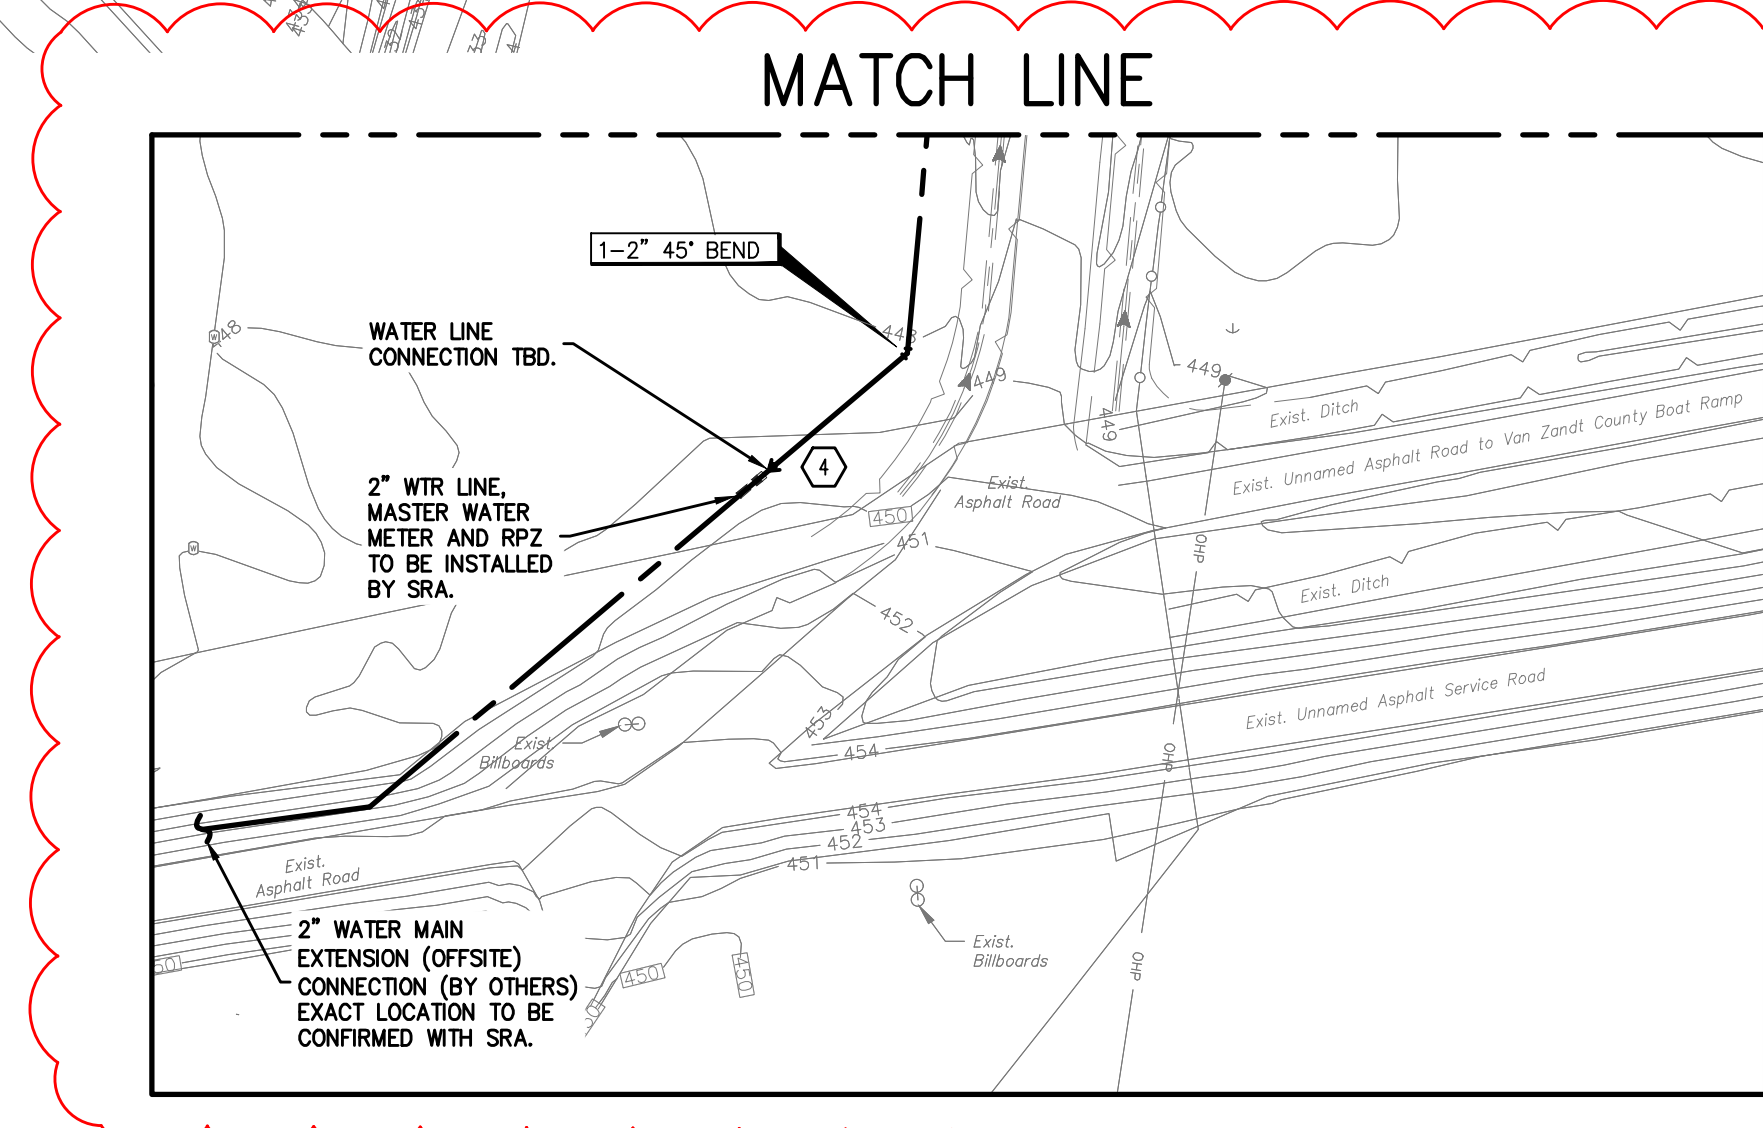 MATCH LINE
1-2" 45° BEND
WATER LINE
CONNECTION TBD.
4
2" WTR LINE,
MASTER WATER
METER AND RPZ
TO BE INSTALLED
BY SRA.
448
449
449
449
Exist. Ditch
Exist. Unnamed Asphalt Road to Van Zandt County Boat Ramp
Exist.
Asphalt Road
450
451
452
453
454
OHP
Exist. Ditch
Exist. Unnamed Asphalt Service Road
OHP
Exist.
Billboards
W
W
454
453
452
451
Exist.
Asphalt Road
2" WATER MAIN
EXTENSION (OFFSITE)
CONNECTION (BY OTHERS)
EXACT LOCATION TO BE
CONFIRMED WITH SRA.
450
450
Exist.
Billboards
OHP